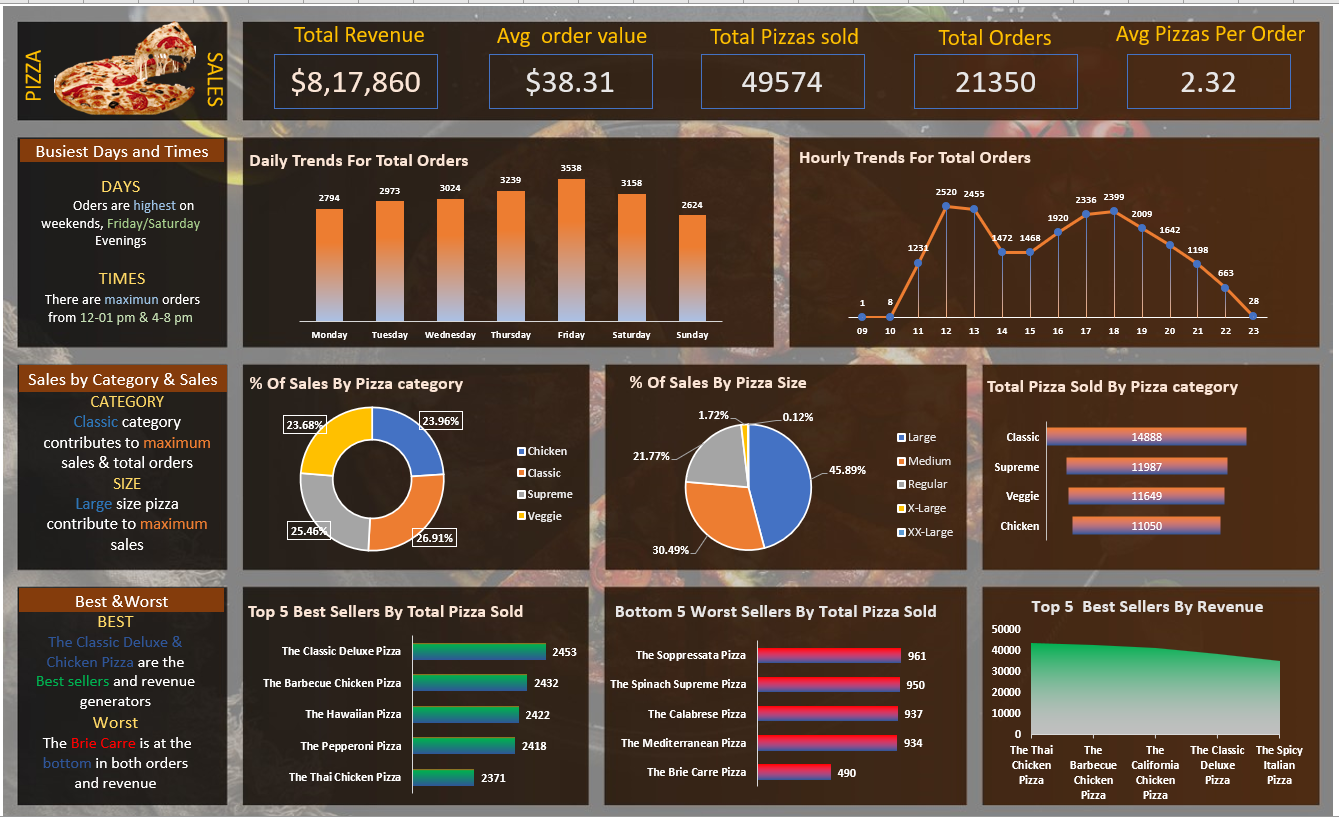 PIZZA
SALES
Total Revenue
$8,17,860
Avg order value
$38.31
Total Pizzas sold
49574
Total Orders
21350
Avg Pizzas Per Order
2.32
Busiest Days and Times
DAYS
Oders are highest on
weekends, Friday/Saturday
Evenings
TIMES
There are maximun orders
from 12-01 pm & 4-8 pm
Daily Trends For Total Orders
2794
2973
3024
3239
3538
3158
2624
Monday
Tuesday
Wednesday
Thursday
Friday
Saturday
Sunday
Hourly Trends For Total Orders
1
8
1231
2520
2455
1472
1468
1920
2336
2399
2009
1642
1198
663
28
09
10
11
12
13
14
15
16
17
18
19
20
21
22
23
Sales by Category & Sales
CATEGORY
Classic category
contributes to maximum
sales & total orders
SIZE
Large size pizza
contribute to maximum
sales
% Of Sales By Pizza category
23.68%
23.96%
25.46%
26.91%
Chicken
Classic
Supreme
Veggie
% Of Sales By Pizza Size
1.72%
0.12%
21.77%
45.89%
30.49%
Large
Medium
Regular
X-Large
XX-Large
Total Pizza Sold By Pizza category
Classic 14888
Supreme 11987
Veggie 11649
Chicken 11050
Best &Worst
BEST
The Classic Deluxe &
Chicken Pizza are the
Best sellers and revenue
generators
Worst
The Brie Carre is at the
bottom in both orders
and revenue
Top 5 Best Sellers By Total Pizza Sold
The Classic Deluxe Pizza 2453
The Barbecue Chicken Pizza 2432
The Hawaiian Pizza 2422
The Pepperoni Pizza 2418
The Thai Chicken Pizza 2371
Bottom 5 Worst Sellers By Total Pizza Sold
The Soppressata Pizza 961
The Spinach Supreme Pizza 950
The Calabrese Pizza 937
The Mediterranean Pizza 934
The Brie Carre Pizza 490
Top 5 Best Sellers By Revenue
50000
40000
30000
20000
10000
0
The Thai
Chicken
Pizza
The
Barbecue
Chicken
Pizza
The
California
Chicken
Pizza
The Classic
Deluxe
Pizza
The Spicy
Italian
Pizza